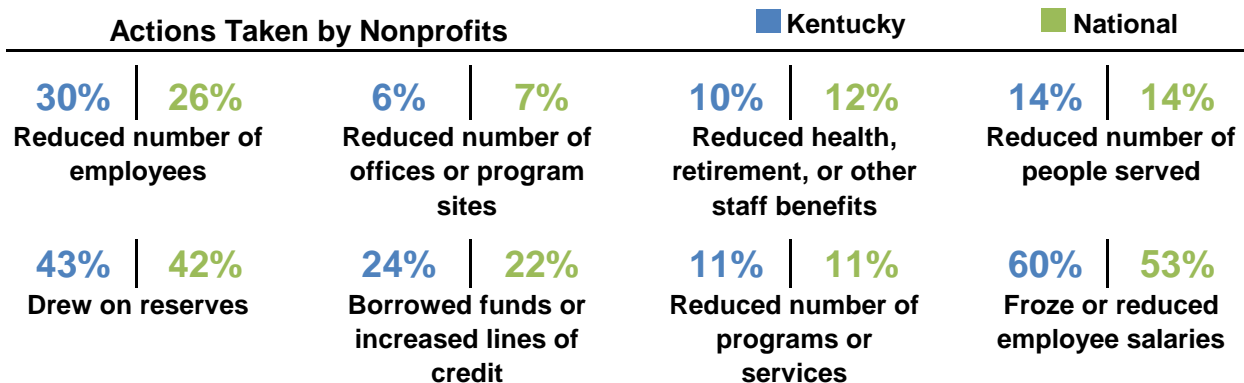 Actions Taken by Nonprofits
Kentucky
National
30% 26%
Reduced number of
employees
6% 7%
Reduced number of
offices or program
sites
10% 12%
Reduced health,
retirement, or other
staff benefits
14% 14%
Reduced number of
people served
43% 42%
Drew on reserves
24% 22%
Borrowed funds or
increased lines of
credit
11% 11%
Reduced number of
programs or
services
60% 53%
Froze or reduced
employee salaries